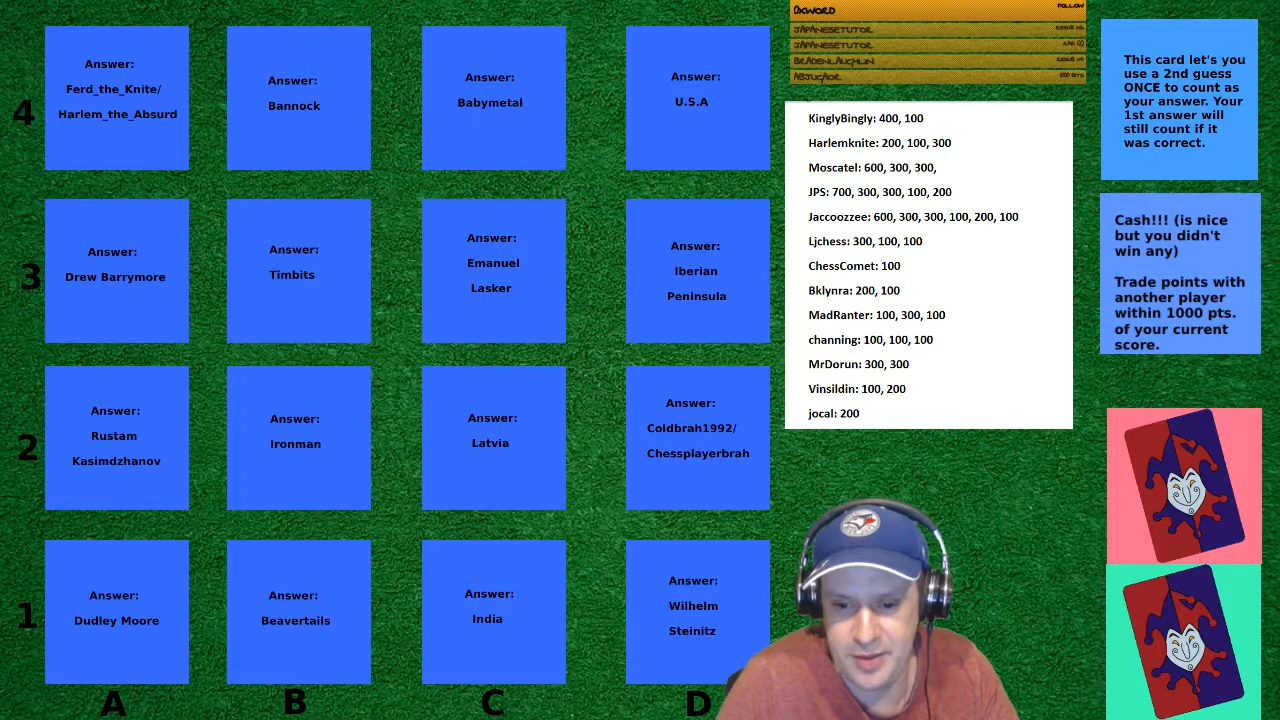 4
Answer:
Ferd_the_Knite/
Harlem_the_Absurd
Answer:
Bannock
Answer:
Babymetal
Answer:
U.S.A
3
Answer:
Drew Barrymore
Answer:
Timbits
Answer:
Emanuel
Lasker
Answer:
Iberian
Peninsula
2
Answer:
Rustam
Kasimdzhanov
Answer:
Ironman
Answer:
Latvia
Answer:
Coldbrah1992/
Chessplayerbrah
1
Answer:
Dudley Moore
Answer:
Beavertails
Answer:
India
Answer:
Wilhelm
Steinitz
A
B
C
D
0XWORD FOLLOW
JAPANESETUTOR
JAPANESETUTOR
BRADENLAUGHLIN
KinglyBingly: 400, 100
Harlemknite: 200, 100, 300
Moscatel: 600, 300, 300,
JPS: 700, 300, 300, 100, 200
Jaccoozzee: 600, 300, 300, 100, 200, 100
Ljchess: 300, 100, 100
ChessComet: 100
Bklynra: 200, 100
MadRanter: 100, 300, 100
channing: 100, 100, 100
MrDorun: 300, 300
Vinsildin: 100, 200
jocal: 200
This card let's you
use a 2nd guess
ONCE to count as
your answer. Your
1st answer will
still count if it
was correct.
Cash!!! (is nice
but you didn't
win any)
Trade points with
another player
within 1000 pts.
of your current
score.